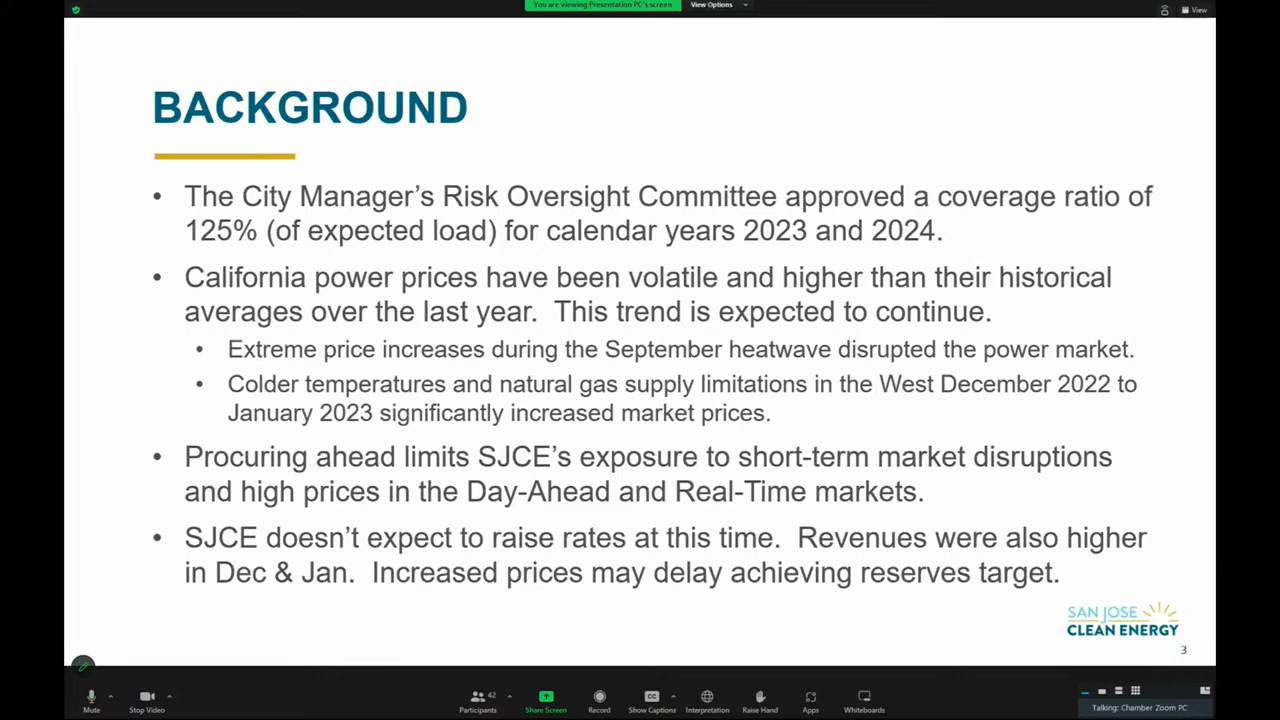 You are viewing Presentation PC's screen
View Options
View
BACKGROUND
• The City Manager’s Risk Oversight Committee approved a coverage ratio of
125% (of expected load) for calendar years 2023 and 2024.
• California power prices have been volatile and higher than their historical
averages over the last year.  This trend is expected to continue.
• Extreme price increases during the September heatwave disrupted the power market.
• Colder temperatures and natural gas supply limitations in the West December 2022 to
January 2023 significantly increased market prices.
• Procuring ahead limits SJCE’s exposure to short-term market disruptions
and high prices in the Day-Ahead and Real-Time markets.
• SJCE doesn’t expect to raise rates at this time.  Revenues were also higher
in Dec & Jan.  Increased prices may delay achieving reserves target.
SAN JOSE
CLEAN ENERGY
3
42
CC
Mute
Stop Video
Participants
Share Screen
Record
Show Captions
Interpretation
Raise Hand
Apps
Whiteboards
Talking: Chamber Zoom PC